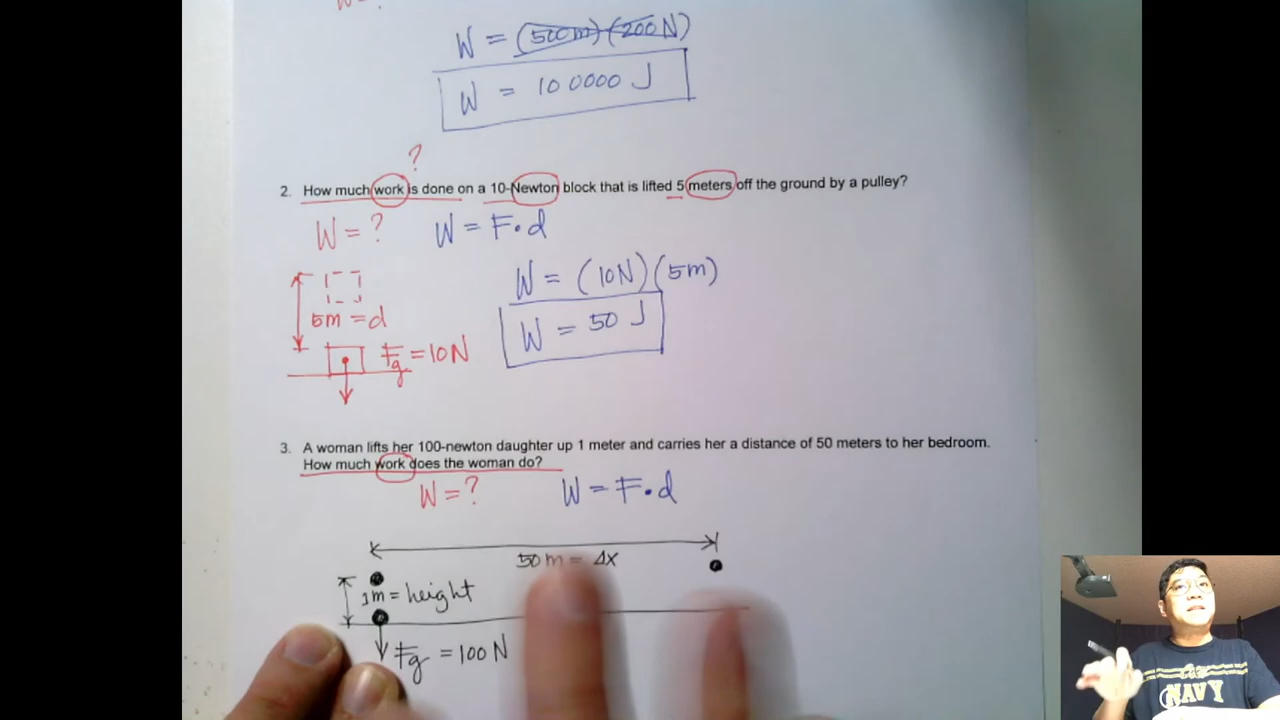 W = ?
W = (500m)(200N)
W = 100000 J
?
2. How much work is done on a 10-Newton block that is lifted 5 meters off the ground by a pulley?
W = ? W = F·d
W = (10N)(5m)
5m = d
W = 50 J
Fg = 10N
3. A woman lifts her 100-newton daughter up 1 meter and carries her a distance of 50 meters to her bedroom.
How much work does the woman do?
W = ? W = F·d
50m = Δx
1m = height
Fg = 100 N
NAVY